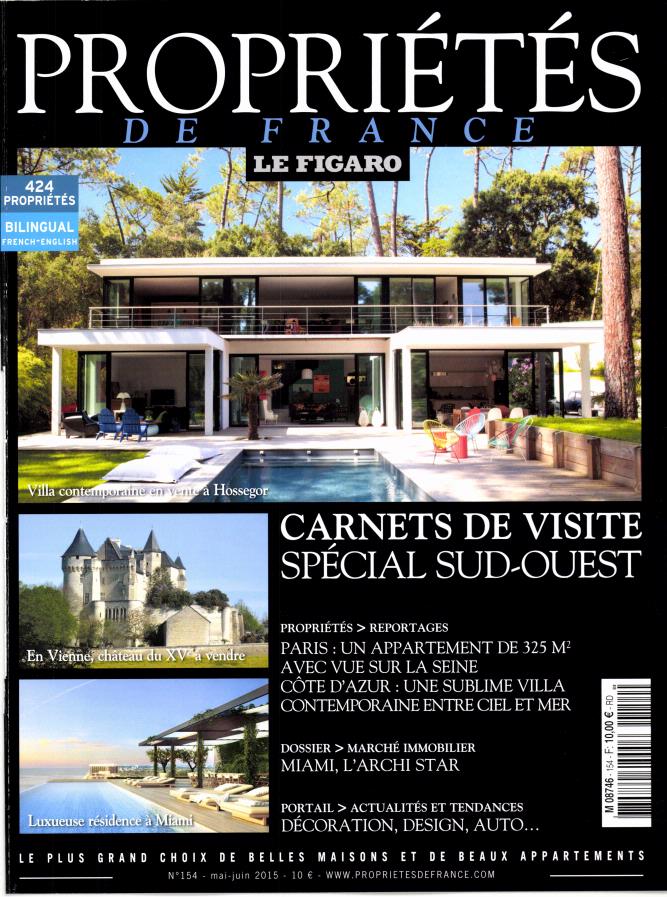 PROPRIÉTÉS
DE FRANCE
LE FIGARO
424
PROPRIÉTÉS
BILINGUAL
FRENCH-ENGLISH
Villa contemporaine en vente à Hossegor
CARNETS DE VISITE
SPÉCIAL SUD-OUEST
En Vienne, château du XVe à vendre
PROPRIÉTÉS > REPORTAGES
PARIS : UN APPARTEMENT DE 325 M²
AVEC VUE SUR LA SEINE
CÔTE D'AZUR : UNE SUBLIME VILLA
CONTEMPORAINE ENTRE CIEL ET MER
DOSSIER > MARCHÉ IMMOBILIER
MIAMI, L'ARCHI STAR
Luxueuse résidence à Miami
PORTAIL > ACTUALITÉS ET TENDANCES
DÉCORATION, DESIGN, AUTO...
M 08746 - 154 - F: 10,00 € - RD
LE PLUS GRAND CHOIX DE BELLES MAISONS ET DE BEAUX APPARTEMENTS
N°154 - mai-juin 2015 - 10 € - WWW.PROPRIETESDEFRANCE.COM